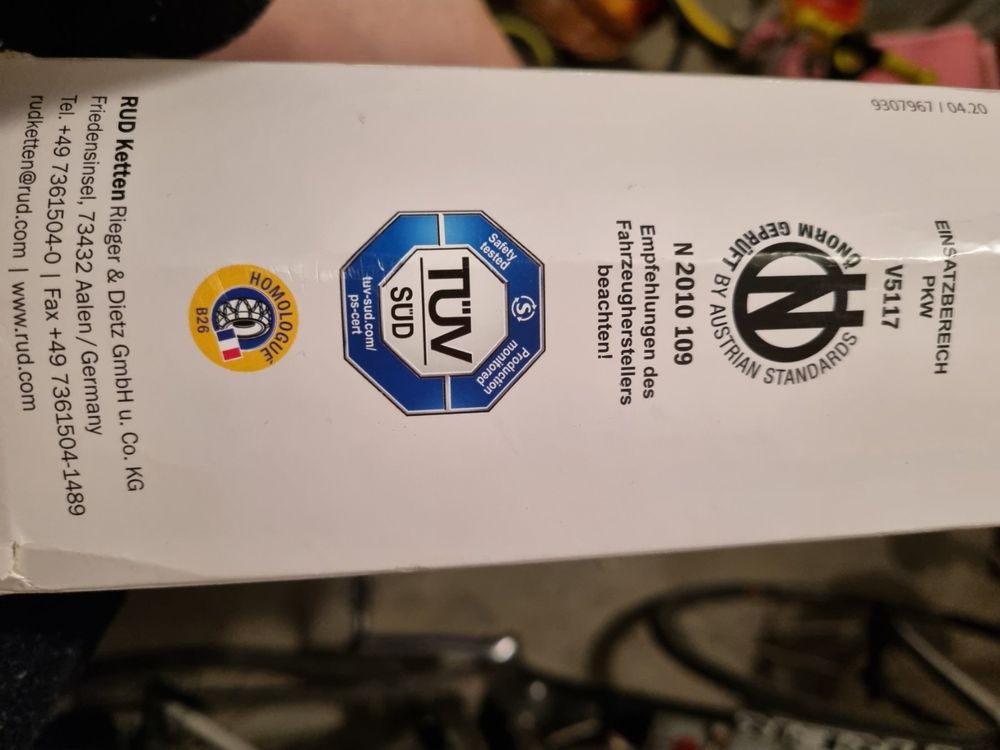 9307967 | 04.20
EINSATZBEREICH
PKW
V5117
ÖNORM GEPRÜFT
BY AUSTRIAN STANDARDS
N 2010 109
Empfehlungen des
Fahrzeugherstellers
beachten!
Safety
tested
Production
monitored
TÜV
SÜD
tuv-sud.com/
ps-cert
HOMOLOGUE
B26
RUD Ketten Rieger & Dietz GmbH u. Co. KG
Friedensinsel, 73432 Aalen / Germany
Tel. +49 7361504-0 | Fax +49 7361504-1489
rudketten@rud.com | www.rud.com